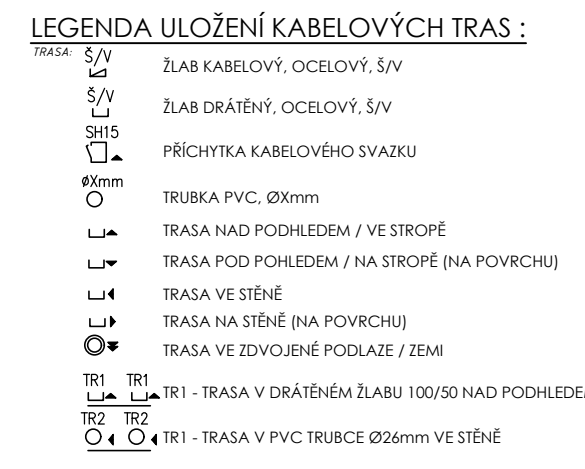 LEGENDA ULOŽENÍ KABELOVÝCH TRAS :
TRASA: Š/V ŽLAB KABELOVÝ, OCELOVÝ, Š/V
Š/V ŽLAB DRÁTĚNÝ, OCELOVÝ, Š/V
SH15 PŘÍCHYTKA KABELOVÉHO SVAZKU
ØXmm TRUBKA PVC, ØXmm
TRASA NAD PODHLEDEM / VE STROPĚ
TRASA POD POHLEDEM / NA STROPĚ (NA POVRCHU)
TRASA VE STĚNĚ
TRASA NA STĚNĚ (NA POVRCHU)
TRASA VE ZDVOJENÉ PODLAZE / ZEMI
TR1 TR1 TR1 - TRASA V DRÁTĚNÉM ŽLABU 100/50 NAD PODHLEDEM
TR2 TR2 TR1 - TRASA V PVC TRUBCE Ø26mm VE STĚNĚ